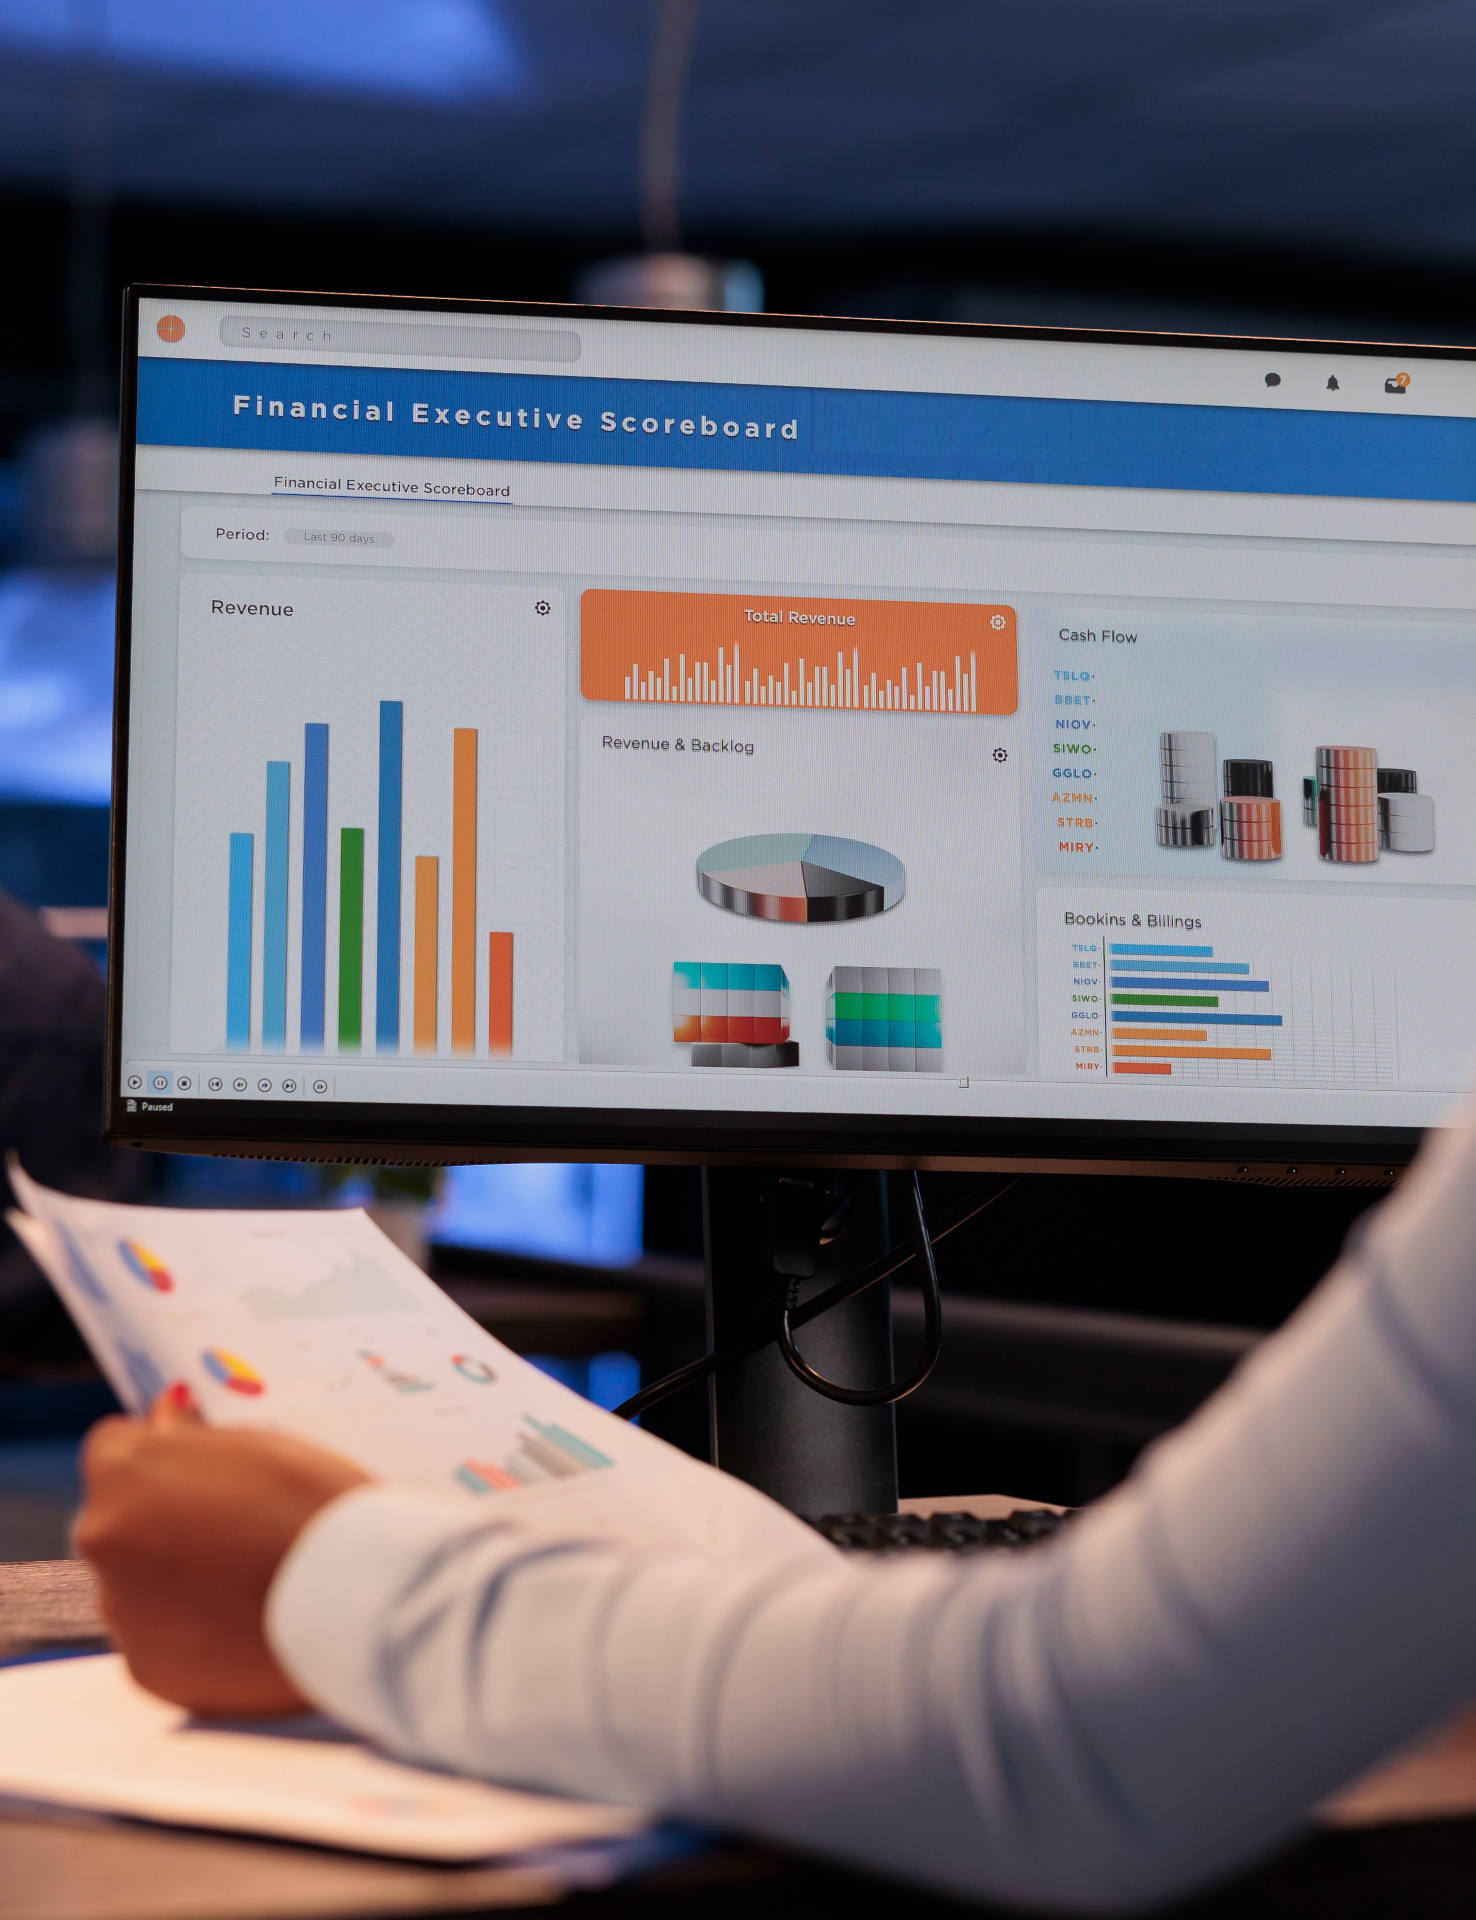 Search
7
Financial Executive Scoreboard
Financial Executive Scoreboard
Period: Last 90 days
Revenue
Total Revenue
Revenue & Backlog
Cash Flow
TSLQ
BBET
NIOV
SIWO
GGLO
AZMN
STRB
MIRY
Bookins & Billings
TSLQ
BBET
NIOV
SIWO
GGLO
AZMN
STRB
MIRY
Paused